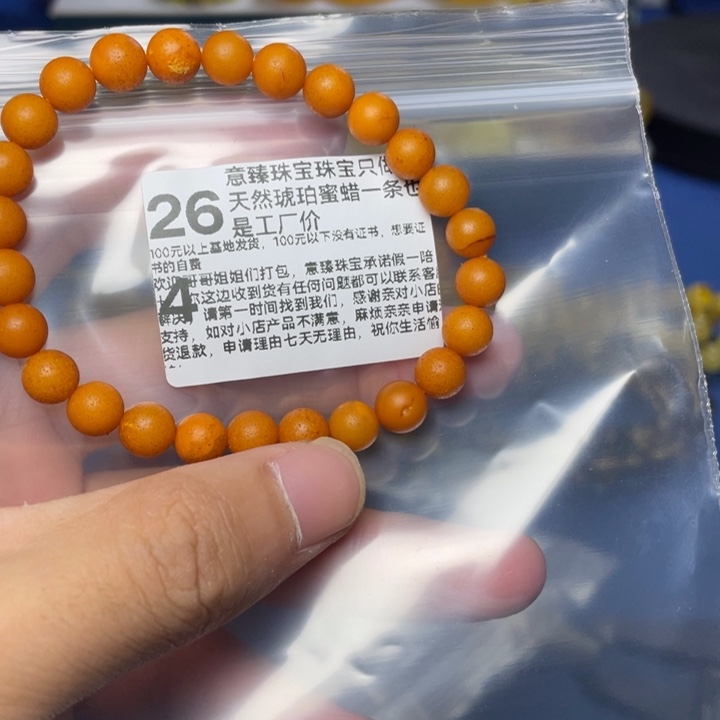 26
4
意臻珠宝珠宝只做
天然琥珀蜜蜡一条也
是工厂价
100元以上基地发货，100元以下没有证书，想要证
书的自费
欢迎哥哥姐姐们打包，意臻珠宝承诺假一陪
你这边收到货有任何问题都可以联系客
解决，请第一时间找到我们，感谢亲对小店
支持，如对小店产品不满意，麻烦亲亲申请
货退款，申请理由七天无理由，祝你生活愉